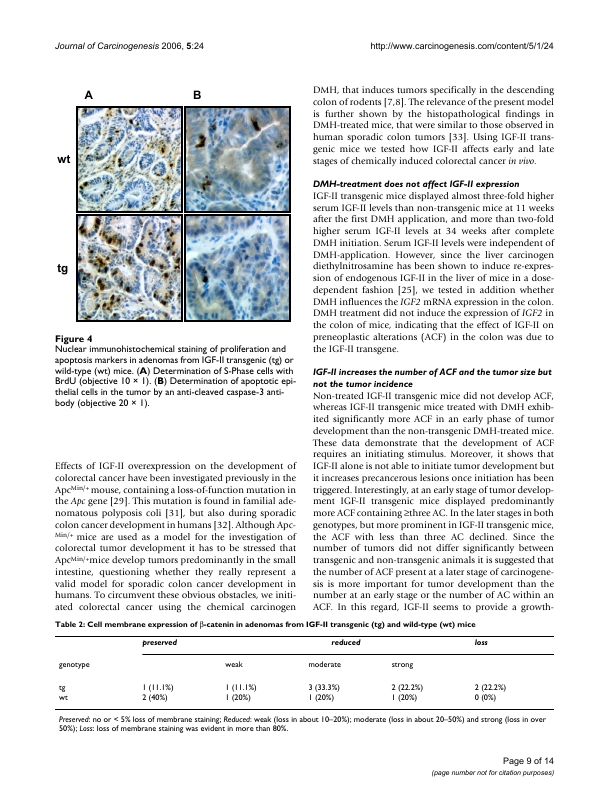 Journal of Carcinogenesis 2006, 5:24
http://www.carcinogenesis.com/content/5/1/24
A B
wt
tg
Figure 4
Nuclear immunohistochemical staining of proliferation and
apoptosis markers in adenomas from IGF-II transgenic (tg) or
wild-type (wt) mice. (A) Determination of S-Phase cells with
BrdU (objective 10 × 1). (B) Determination of apoptotic epi-
thelial cells in the tumor by an anti-cleaved caspase-3 anti-
body (objective 20 × 1).
Effects of IGF-II overexpression on the development of
colorectal cancer have been investigated previously in the
ApcMin/+ mouse, containing a loss-of-function mutation in
the Apc gene [29]. This mutation is found in familial ade-
nomatous polyposis coli [31], but also during sporadic
colon cancer development in humans [32]. Although Apc-
Min/+ mice are used as a model for the investigation of
colorectal tumor development it has to be stressed that
ApcMin/+mice develop tumors predominantly in the small
intestine, questioning whether they really represent a
valid model for sporadic colon cancer development in
humans. To circumvent these obvious obstacles, we initi-
ated colorectal cancer using the chemical carcinogen
DMH, that induces tumors specifically in the descending
colon of rodents [7,8]. The relevance of the present model
is further shown by the histopathological findings in
DMH-treated mice, that were similar to those observed in
human sporadic colon tumors [33]. Using IGF-II trans-
genic mice we tested how IGF-II affects early and late
stages of chemically induced colorectal cancer in vivo.
DMH-treatment does not affect IGF-II expression
IGF-II transgenic mice displayed almost three-fold higher
serum IGF-II levels than non-transgenic mice at 11 weeks
after the first DMH application, and more than two-fold
higher serum IGF-II levels at 34 weeks after complete
DMH initiation. Serum IGF-II levels were independent of
DMH-application. However, since the liver carcinogen
diethylnitrosamine has been shown to induce re-expres-
sion of endogenous IGF-II in the liver of mice in a dose-
dependent fashion [25], we tested in addition whether
DMH influences the IGF2 mRNA expression in the colon.
DMH treatment did not induce the expression of IGF2 in
the colon of mice, indicating that the effect of IGF-II on
preneoplastic alterations (ACF) in the colon was due to
the IGF-II transgene.
IGF-II increases the number of ACF and the tumor size but
not the tumor incidence
Non-treated IGF-II transgenic mice did not develop ACF,
whereas IGF-II transgenic mice treated with DMH exhib-
ited significantly more ACF in an early phase of tumor
development than the non-transgenic DMH-treated mice.
These data demonstrate that the development of ACF
requires an initiating stimulus. Moreover, it shows that
IGF-II alone is not able to initiate tumor development but
it increases precancerous lesions once initiation has been
triggered. Interestingly, at an early stage of tumor develop-
ment IGF-II transgenic mice displayed predominantly
more ACF containing ≥three AC. In the later stages in both
genotypes, but more prominent in IGF-II transgenic mice,
the ACF with less than three AC declined. Since the
number of tumors did not differ significantly between
transgenic and non-transgenic animals it is suggested that
the number of ACF present at a later stage of carcinogene-
sis is more important for tumor development than the
number at an early stage or the number of AC within an
ACF. In this regard, IGF-II seems to provide a growth-
Table 2: Cell membrane expression of β-catenin in adenomas from IGF-II transgenic (tg) and wild-type (wt) mice
preserved reduced loss
genotype weak moderate strong
tg 1 (11.1%) 1 (11.1%) 3 (33.3%) 2 (22.2%) 2 (22.2%)
wt 2 (40%) 1 (20%) 1 (20%) 1 (20%) 0 (0%)
Preserved: no or < 5% loss of membrane staining; Reduced: weak (loss in about 10–20%); moderate (loss in about 20–50%) and strong (loss in over
50%); Loss: loss of membrane staining was evident in more than 80%.
Page 9 of 14
(page number not for citation purposes)